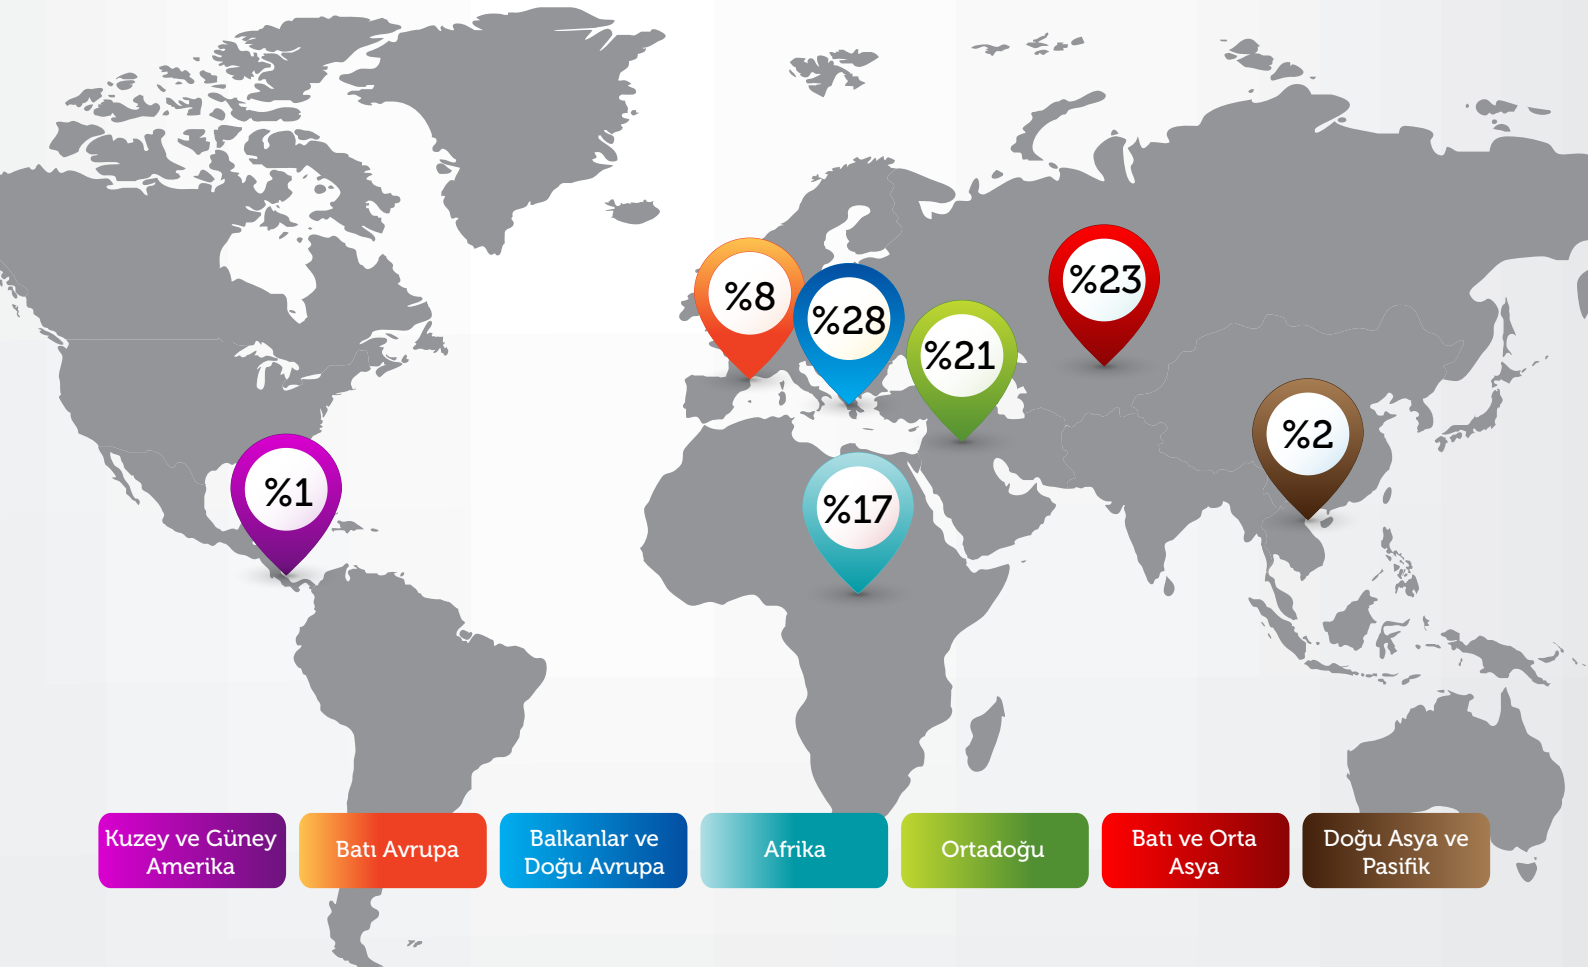 %8
%28
%23
%21
%2
%1
%17
Kuzey ve Güney
Amerika
Batı Avrupa
Balkanlar ve
Doğu Avrupa
Afrika
Ortadoğu
Batı ve Orta
Asya
Doğu Asya ve
Pasifik